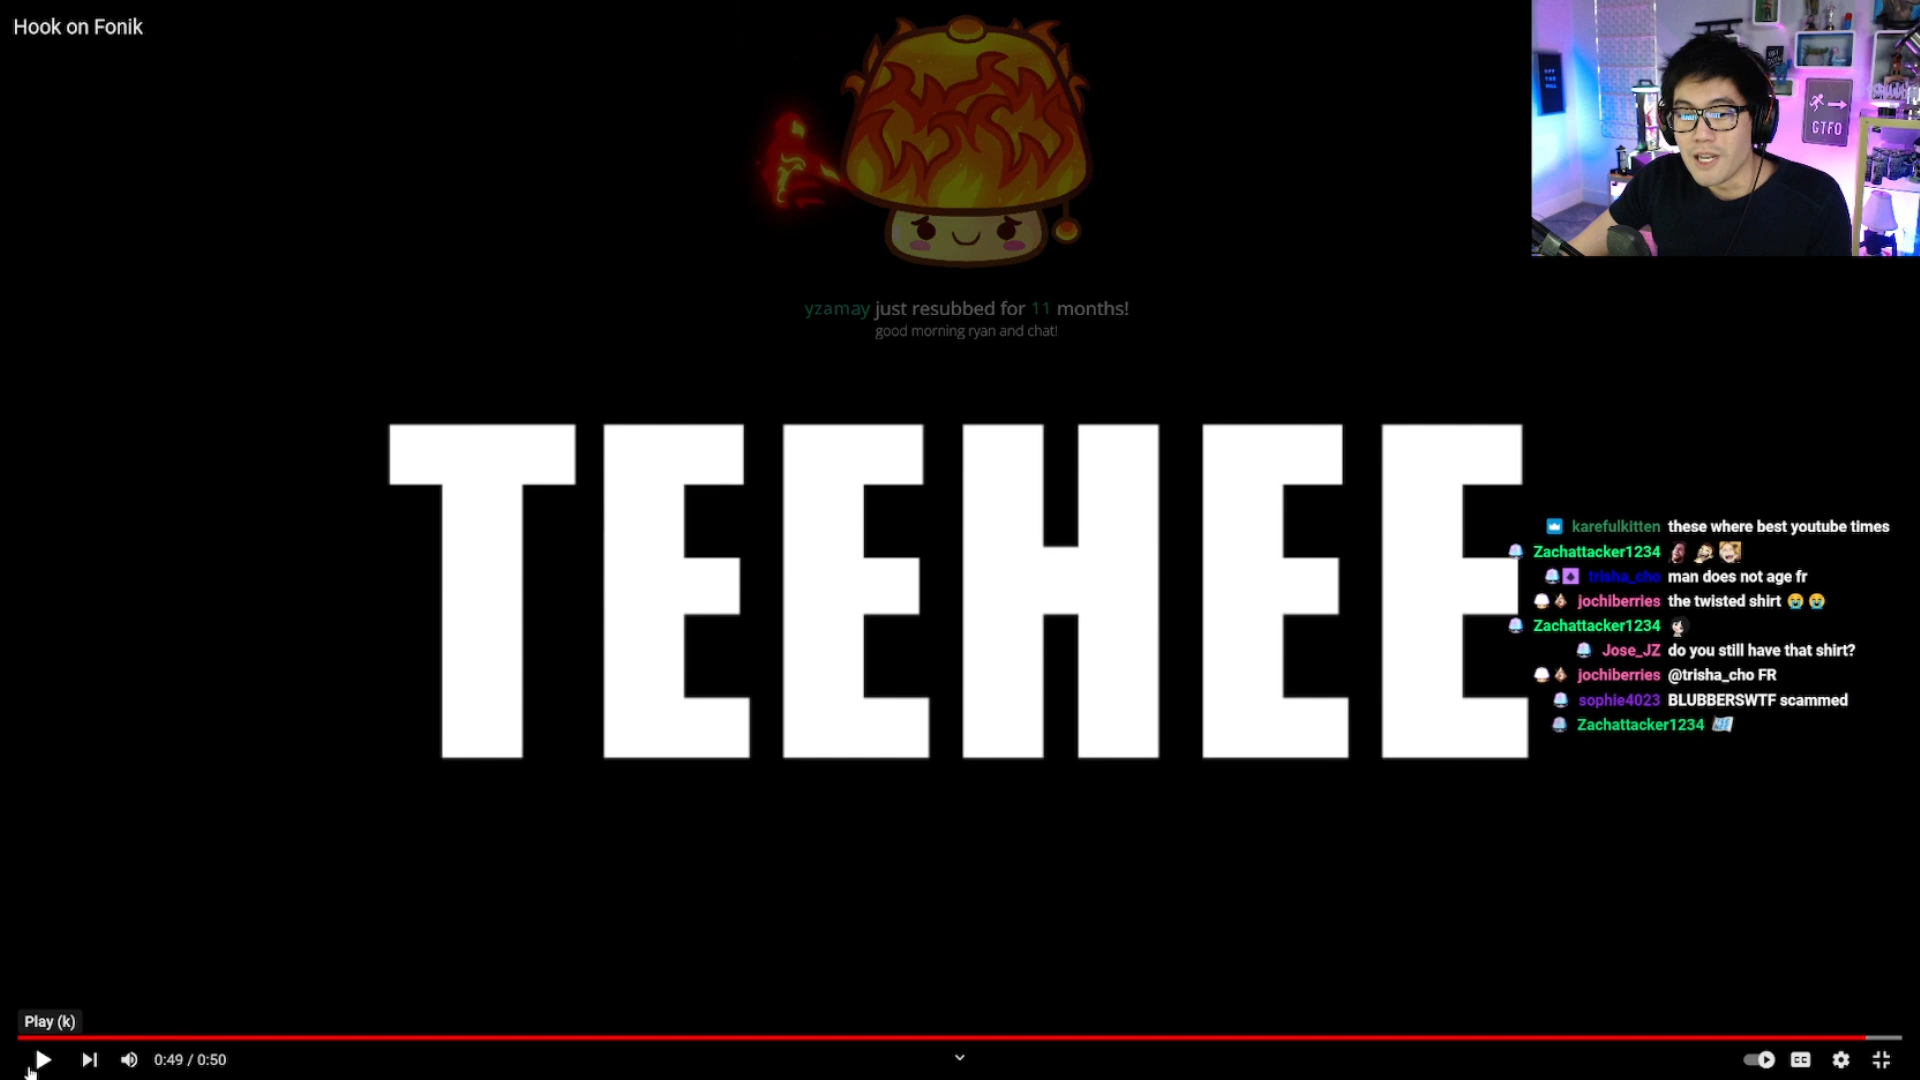 Hook on Fonik
GTFO
yzamay just resubbed for 11 months!
good morning ryan and chat!
TEEHEE
karefulkitten these where best youtube times
Zachattacker1234
trisha_cho man does not age fr
jochiberries the twisted shirt 😭 😭
Zachattacker1234
Jose_JZ do you still have that shirt?
jochiberries @trisha_cho FR
sophie4023 BLUBBERSWTF scammed
Zachattacker1234
Play (k)
0:49 / 0:50
CC